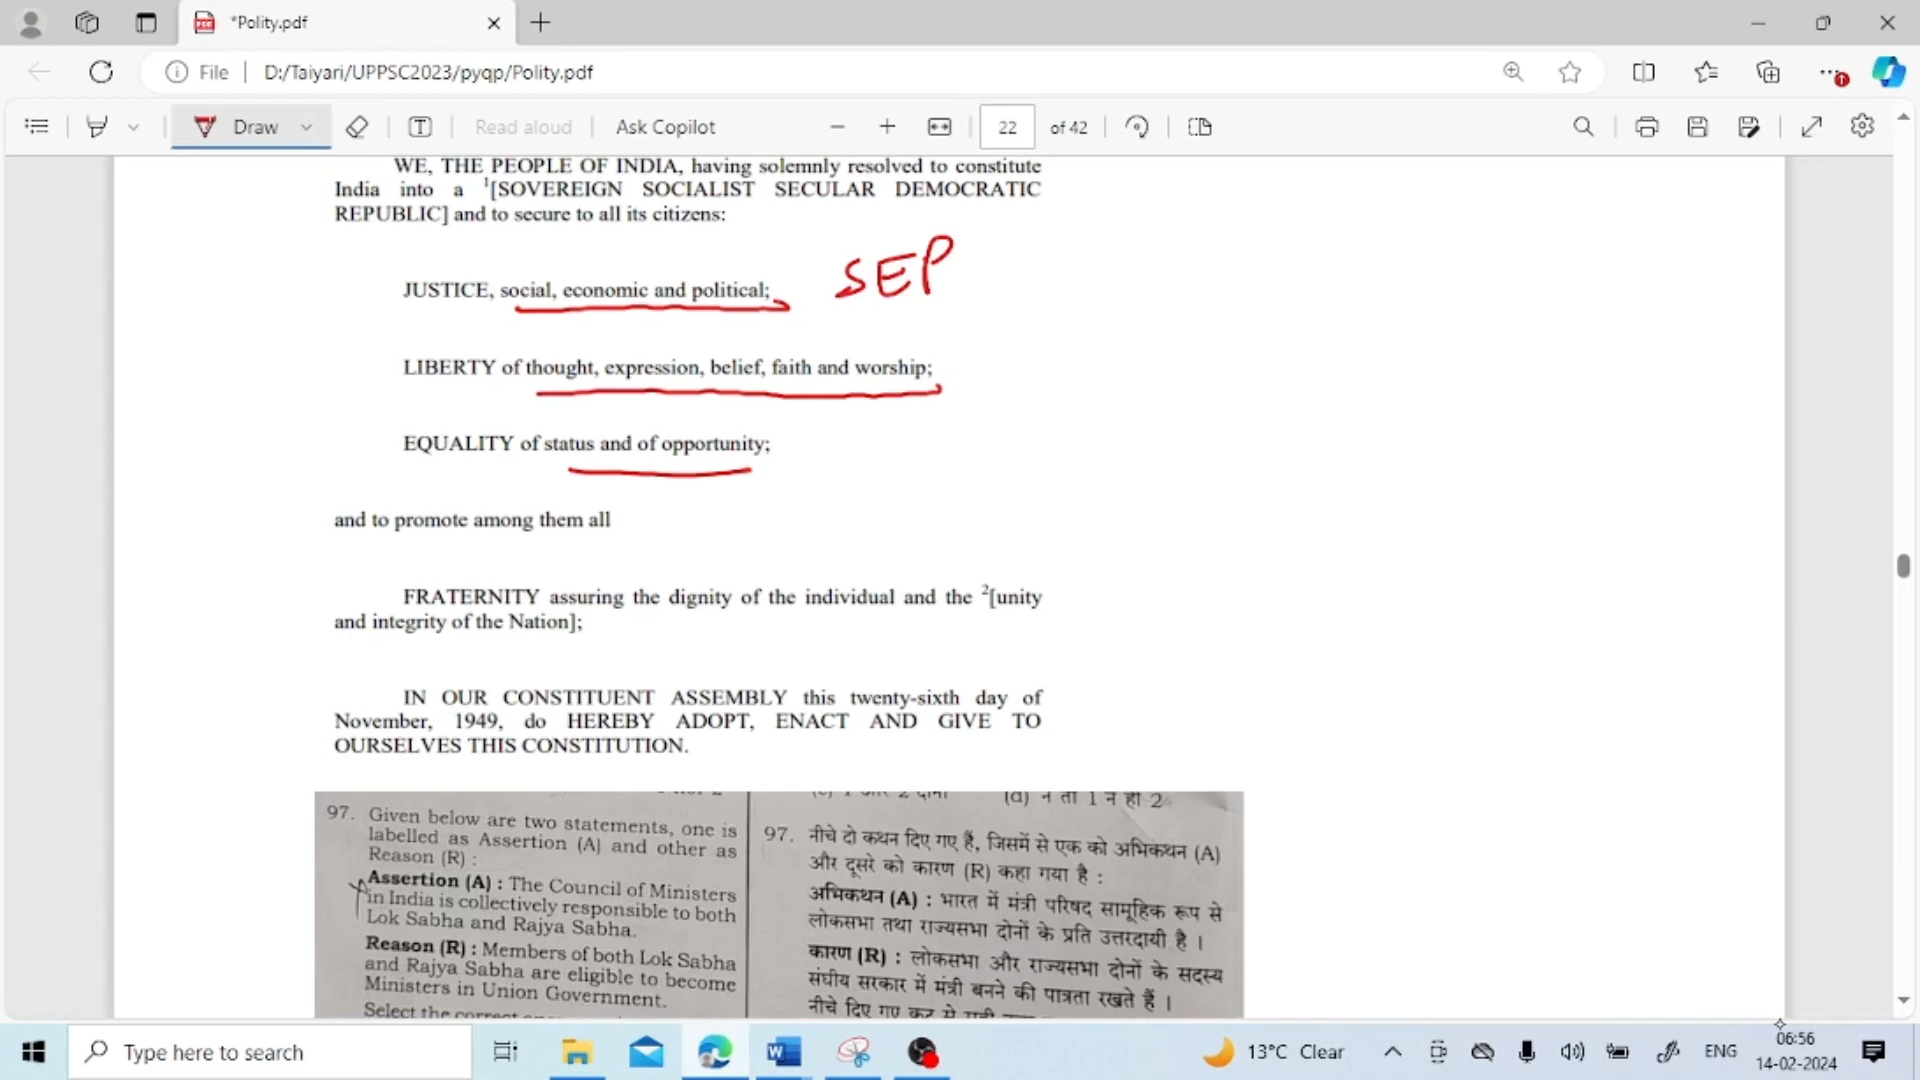 *Polity.pdf
File
D:/Taiyari/UPPSC2023/pyqp/Polity.pdf
Draw
Read aloud
Ask Copilot
22
of 42
WE, THE PEOPLE OF INDIA, having solemnly resolved to constitute
India into a 1[SOVEREIGN SOCIALIST SECULAR DEMOCRATIC
REPUBLIC] and to secure to all its citizens:
JUSTICE, social, economic and political;
SEP
LIBERTY of thought, expression, belief, faith and worship;
EQUALITY of status and of opportunity;
and to promote among them all
FRATERNITY assuring the dignity of the individual and the 2[unity
and integrity of the Nation];
IN OUR CONSTITUENT ASSEMBLY this twenty-sixth day of
November, 1949, do HEREBY ADOPT, ENACT AND GIVE TO
OURSELVES THIS CONSTITUTION.
97. Given below are two statements, one is
labelled as Assertion (A) and other as
Reason (R) :
Assertion (A) : The Council of Ministers
in India is collectively responsible to both
Lok Sabha and Rajya Sabha.
Reason (R) : Members of both Lok Sabha
and Rajya Sabha are eligible to become
Ministers in Union Government.
Select the correct
(d) न तो 1 न ही 2
97. नीचे दो कथन दिए गए हैं, जिसमें से एक को अभिकथन (A)
और दूसरे को कारण (R) कहा गया है :
अभिकथन (A) : भारत में मंत्री परिषद सामूहिक रूप से
लोकसभा तथा राज्यसभा दोनों के प्रति उत्तरदायी है ।
कारण (R) : लोकसभा और राज्यसभा दोनों के सदस्य
संघीय सरकार में मंत्री बनने की पात्रता रखते हैं ।
नीचे दिए गए कूट से सही
Type here to search
13°C Clear
ENG
06:56
14-02-2024